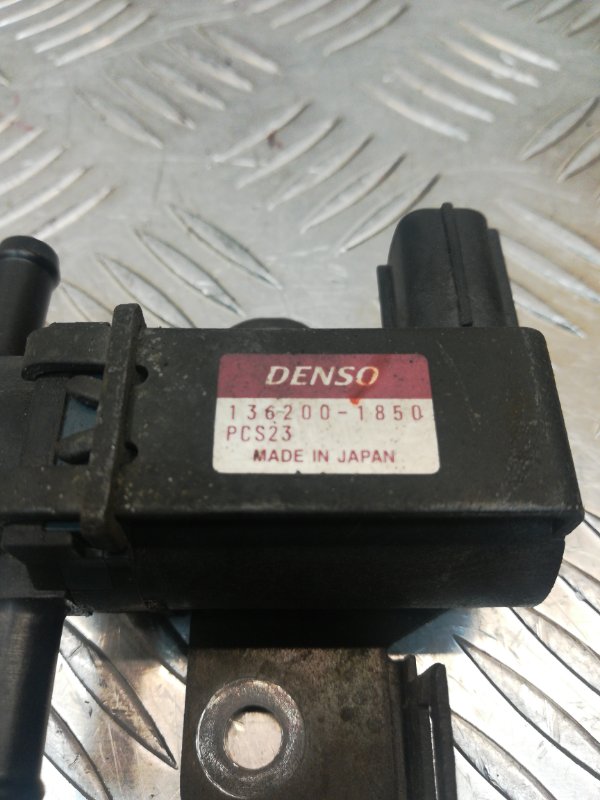 DENSO
136200-1850
PCS23
MADE IN JAPAN